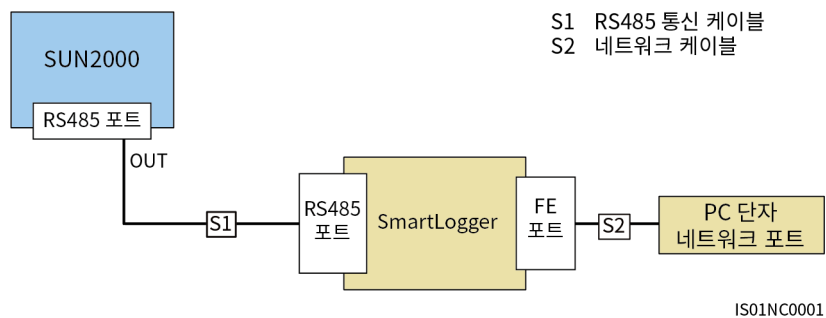 S1 RS485 통신 케이블
S2 네트워크 케이블
SUN2000
RS485 포트
OUT
S1
RS485
포트
SmartLogger
FE
포트
S2
PC 단자
네트워크 포트
IS01NC0001